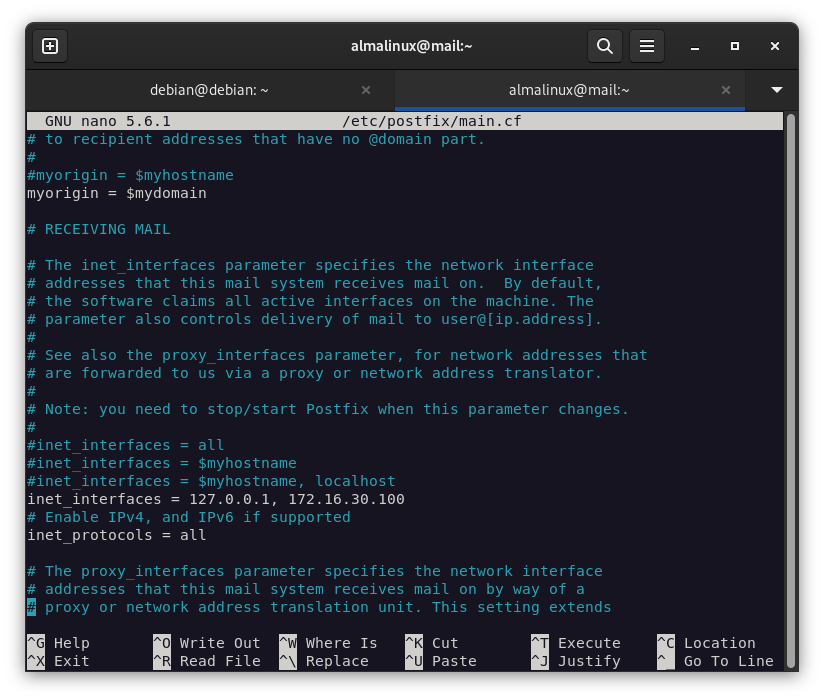 almalinux@mail:~
debian@debian: ~
almalinux@mail:~
GNU nano 5.6.1 /etc/postfix/main.cf
# to recipient addresses that have no @domain part.
#
#myorigin = $myhostname
myorigin = $mydomain
# RECEIVING MAIL
# The inet_interfaces parameter specifies the network interface
# addresses that this mail system receives mail on.  By default,
# the software claims all active interfaces on the machine. The
# parameter also controls delivery of mail to user@[ip.address].
#
# See also the proxy_interfaces parameter, for network addresses that
# are forwarded to us via a proxy or network address translator.
#
# Note: you need to stop/start Postfix when this parameter changes.
#
#inet_interfaces = all
#inet_interfaces = $myhostname
#inet_interfaces = $myhostname, localhost
inet_interfaces = 127.0.0.1, 172.16.30.100
# Enable IPv4, and IPv6 if supported
inet_protocols = all
# The proxy_interfaces parameter specifies the network interface
# addresses that this mail system receives mail on by way of a
# proxy or network address translation unit. This setting extends
^G Help ^O Write Out ^W Where Is ^K Cut ^T Execute ^C Location
^X Exit ^R Read File ^\ Replace ^U Paste ^J Justify ^_ Go To Line